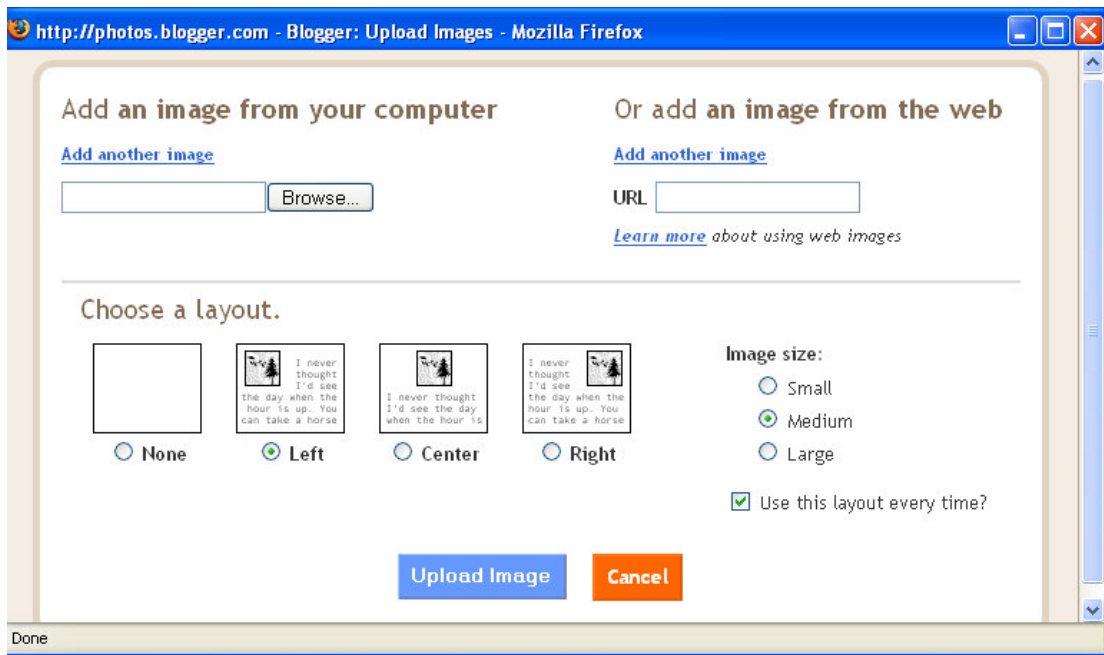 http://photos.blogger.com - Blogger: Upload Images - Mozilla Firefox
Add an image from your computer
Add another image
Browse...
Or add an image from the web
Add another image
URL
Learn more about using web images
Choose a layout.
I never
thought
I'd see
the day when the
hour is up. You
can take a horse
I never thought
I'd see the day
when the hour is
I never
thought
I'd see
the day when the
hour is up. You
can take a horse
None
Left
Center
Right
Image size:
Small
Medium
Large
Use this layout every time?
Upload Image
Cancel
Done